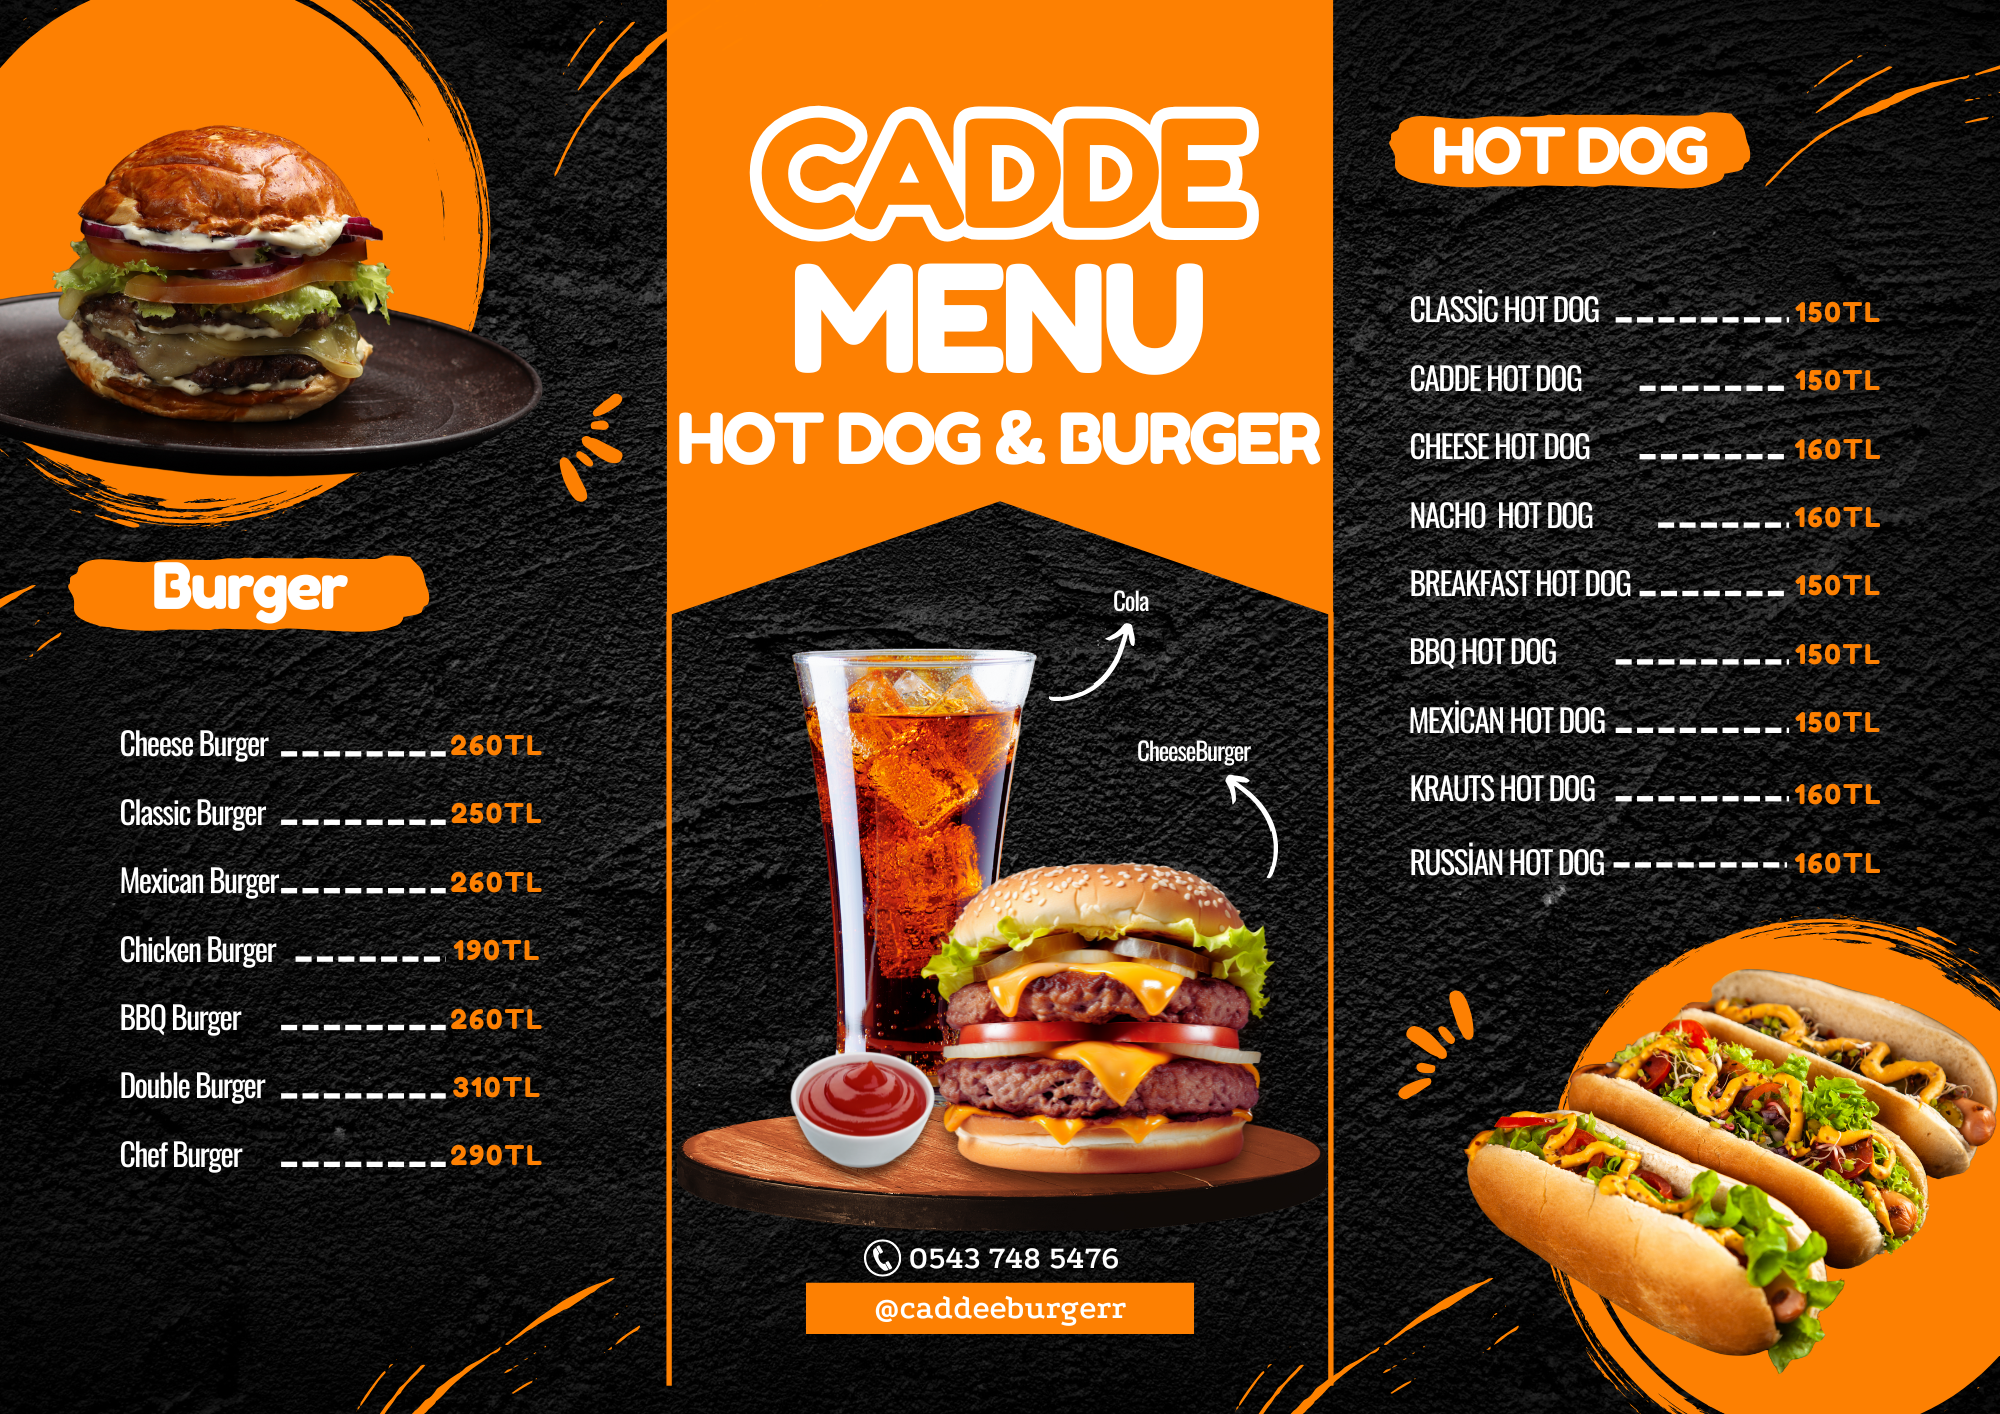 CADDE
MENU
HOT DOG & BURGER
Burger
Cheese Burger 260TL
Classic Burger 250TL
Mexican Burger 260TL
Chicken Burger 190TL
BBQ Burger 260TL
Double Burger 310TL
Chef Burger 290TL
Cola
CheeseBurger
0543 748 5476
@caddeeburgerr
HOT DOG
CLASSİC HOT DOG 150TL
CADDE HOT DOG 150TL
CHEESE HOT DOG 160TL
NACHO HOT DOG 160TL
BREAKFAST HOT DOG 150TL
BBQ HOT DOG 150TL
MEXİCAN HOT DOG 150TL
KRAUTS HOT DOG 160TL
RUSSİAN HOT DOG 160TL